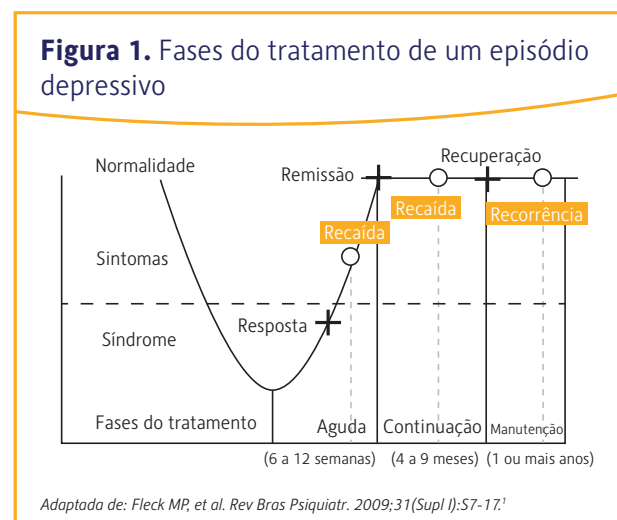 Figura 1. Fases do tratamento de um episódio
depressivo
Normalidade
Remissão
Recuperação
Recaída
Recaída
Recorrência
Sintomas
Resposta
Síndrome
Fases do tratamento
Aguda
Continuação
Manutenção
(6 a 12 semanas)
(4 a 9 meses)
(1 ou mais anos)
Adaptada de: Fleck MP, et al. Rev Bras Psiquiatr. 2009;31(Supl I):S7-17.¹